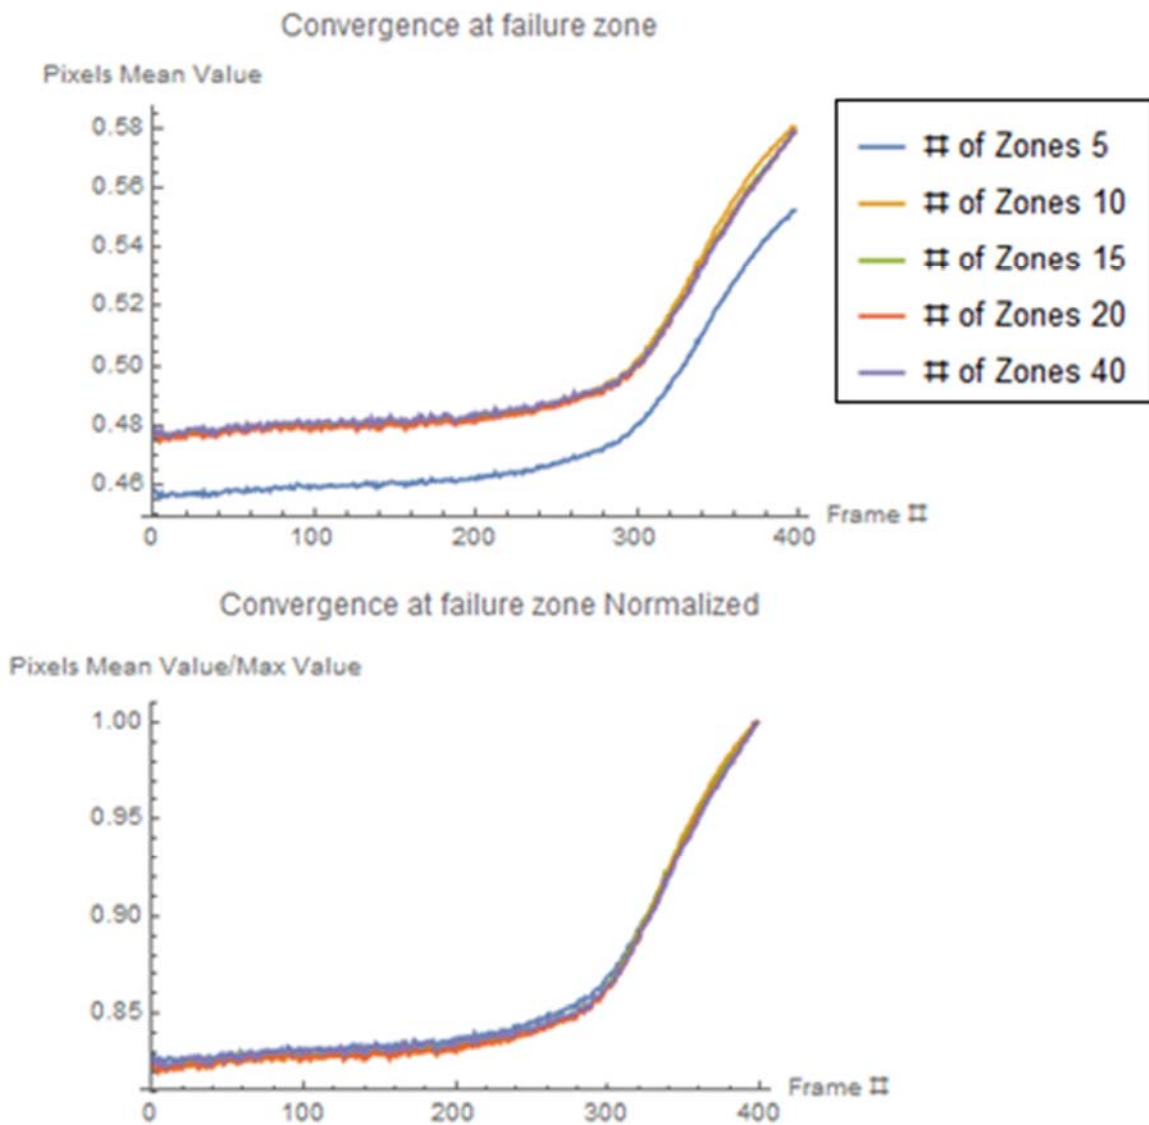 Convergence at failure zone
Pixels Mean Value
0.58
0.56
0.54
0.52
0.50
0.48
0.46
0 100 200 300 400
Frame #
# of Zones 5
# of Zones 10
# of Zones 15
# of Zones 20
# of Zones 40
Convergence at failure zone Normalized
Pixels Mean Value/Max Value
1.00
0.95
0.90
0.85
0 100 200 300 400
Frame #